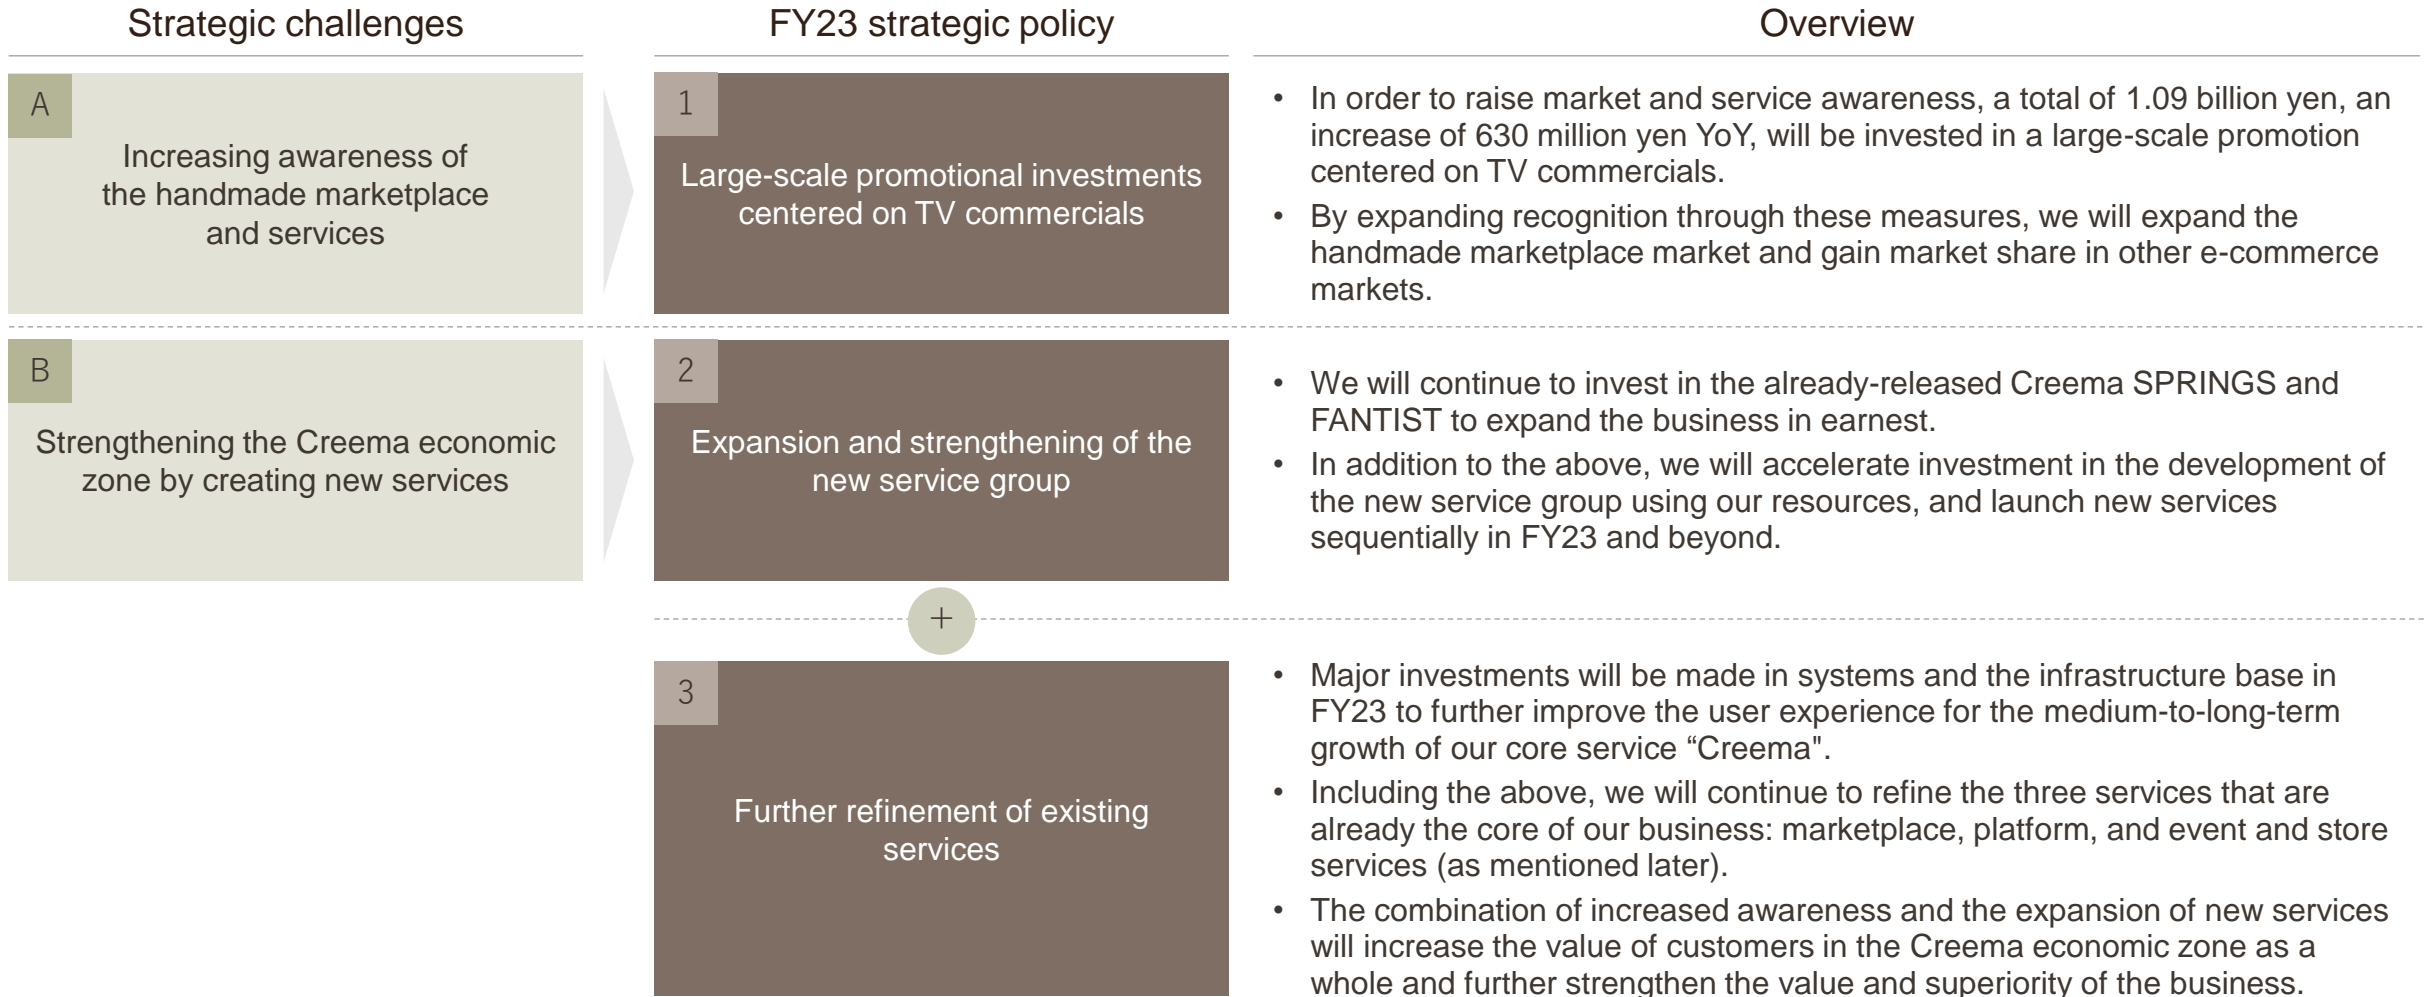 Strategic challenges
FY23 strategic policy
Overview
A
Increasing awareness of
the handmade marketplace
and services
1
Large-scale promotional investments
centered on TV commercials
• In order to raise market and service awareness, a total of 1.09 billion yen, an
increase of 630 million yen YoY, will be invested in a large-scale promotion
centered on TV commercials.
• By expanding recognition through these measures, we will expand the
handmade marketplace market and gain market share in other e-commerce
markets.
B
Strengthening the Creema economic
zone by creating new services
2
Expansion and strengthening of the
new service group
• We will continue to invest in the already-released Creema SPRINGS and
FANTIST to expand the business in earnest.
• In addition to the above, we will accelerate investment in the development of
the new service group using our resources, and launch new services
sequentially in FY23 and beyond.
+
3
Further refinement of existing
services
• Major investments will be made in systems and the infrastructure base in
FY23 to further improve the user experience for the medium-to-long-term
growth of our core service “Creema".
• Including the above, we will continue to refine the three services that are
already the core of our business: marketplace, platform, and event and store
services (as mentioned later).
• The combination of increased awareness and the expansion of new services
will increase the value of customers in the Creema economic zone as a
whole and further strengthen the value and superiority of the business.